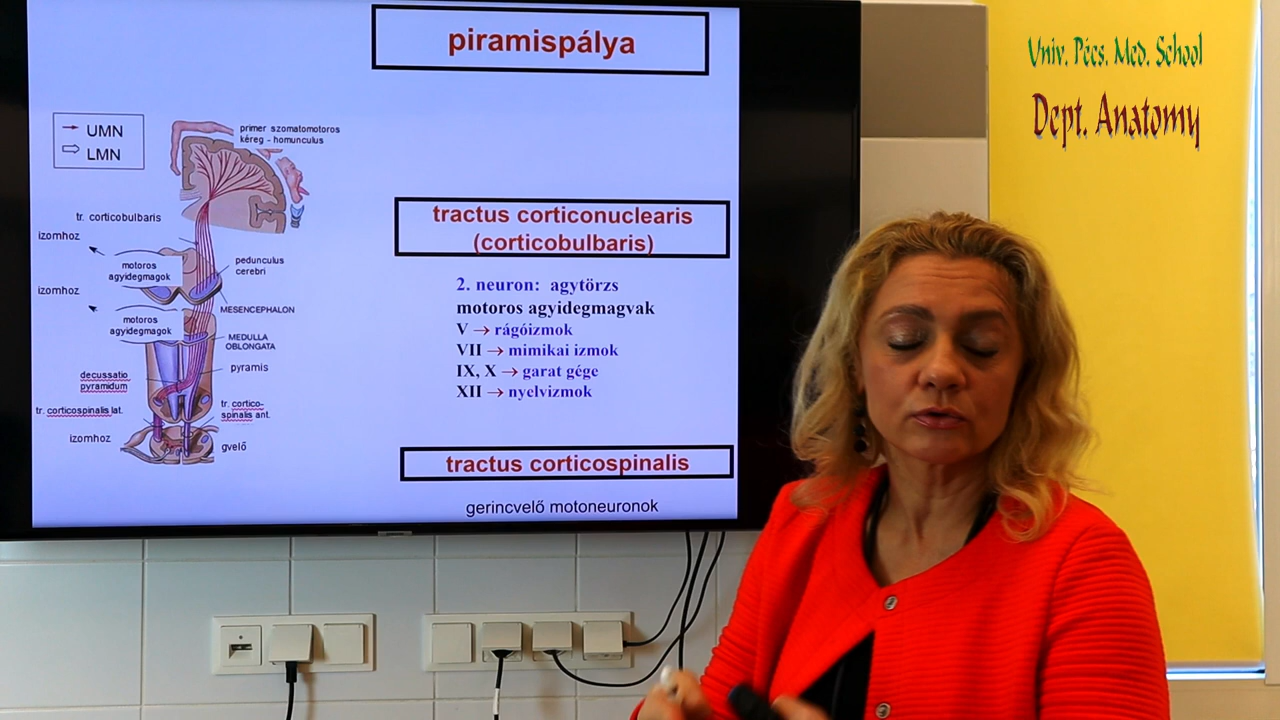 piramispálya
UMN
LMN
primer szomatomotoros
kéreg - homunculus
tr. corticobulbaris
izomhoz
motoros
agyidegmagok
pedunculus
cerebri
izomhoz
MESENCEPHALON
motoros
agyidegmagok
MEDULLA
OBLONGATA
pyramis
decussatio
pyramidum
tr. corticospinalis lat.
tr. cortico-
spinalis ant.
izomhoz
gvelő
tractus corticonuclearis
(corticobulbaris)
2. neuron: agytörzs
motoros agyidegmagvak
V → rágóizmok
VII → mimikai izmok
IX, X → garat gége
XII → nyelvizmok
tractus corticospinalis
gerincvelő motoneuronok
Univ. Pécs. Med. School
Dept. Anatomy